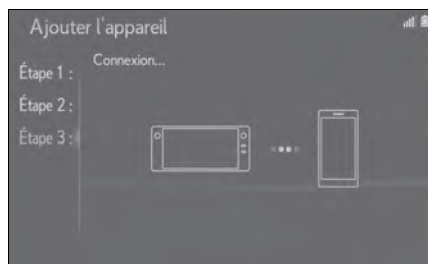 Ajouter l'appareil
Connexion...
Étape 1 :
Étape 2 :
Étape 3 :